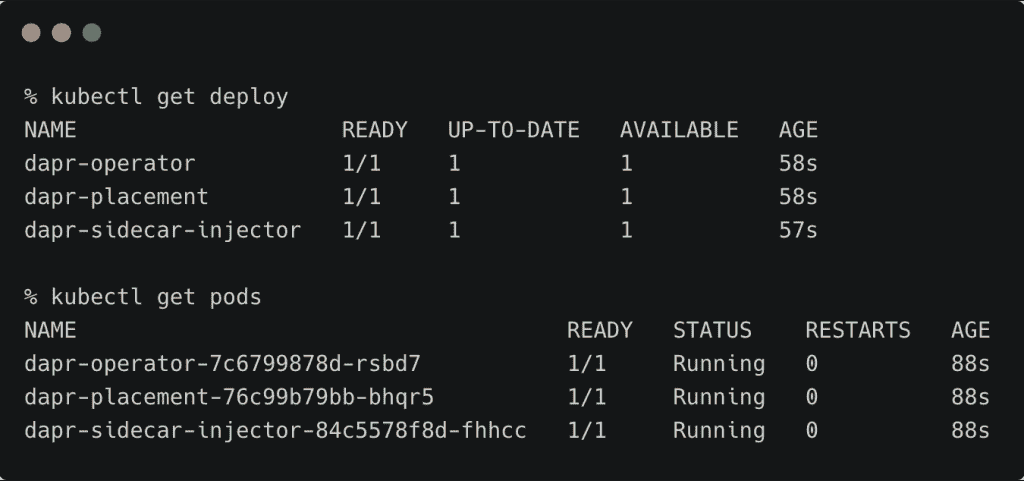 % kubectl get deploy
NAME                    READY   UP-TO-DATE   AVAILABLE   AGE
dapr-operator           1/1     1            1           58s
dapr-placement          1/1     1            1           58s
dapr-sidecar-injector   1/1     1            1           57s
% kubectl get pods
NAME                                     READY   STATUS    RESTARTS   AGE
dapr-operator-7c6799878d-rsbd7           1/1     Running   0          88s
dapr-placement-76c99b79bb-bhqr5          1/1     Running   0          88s
dapr-sidecar-injector-84c5578f8d-fhhcc   1/1     Running   0          88s